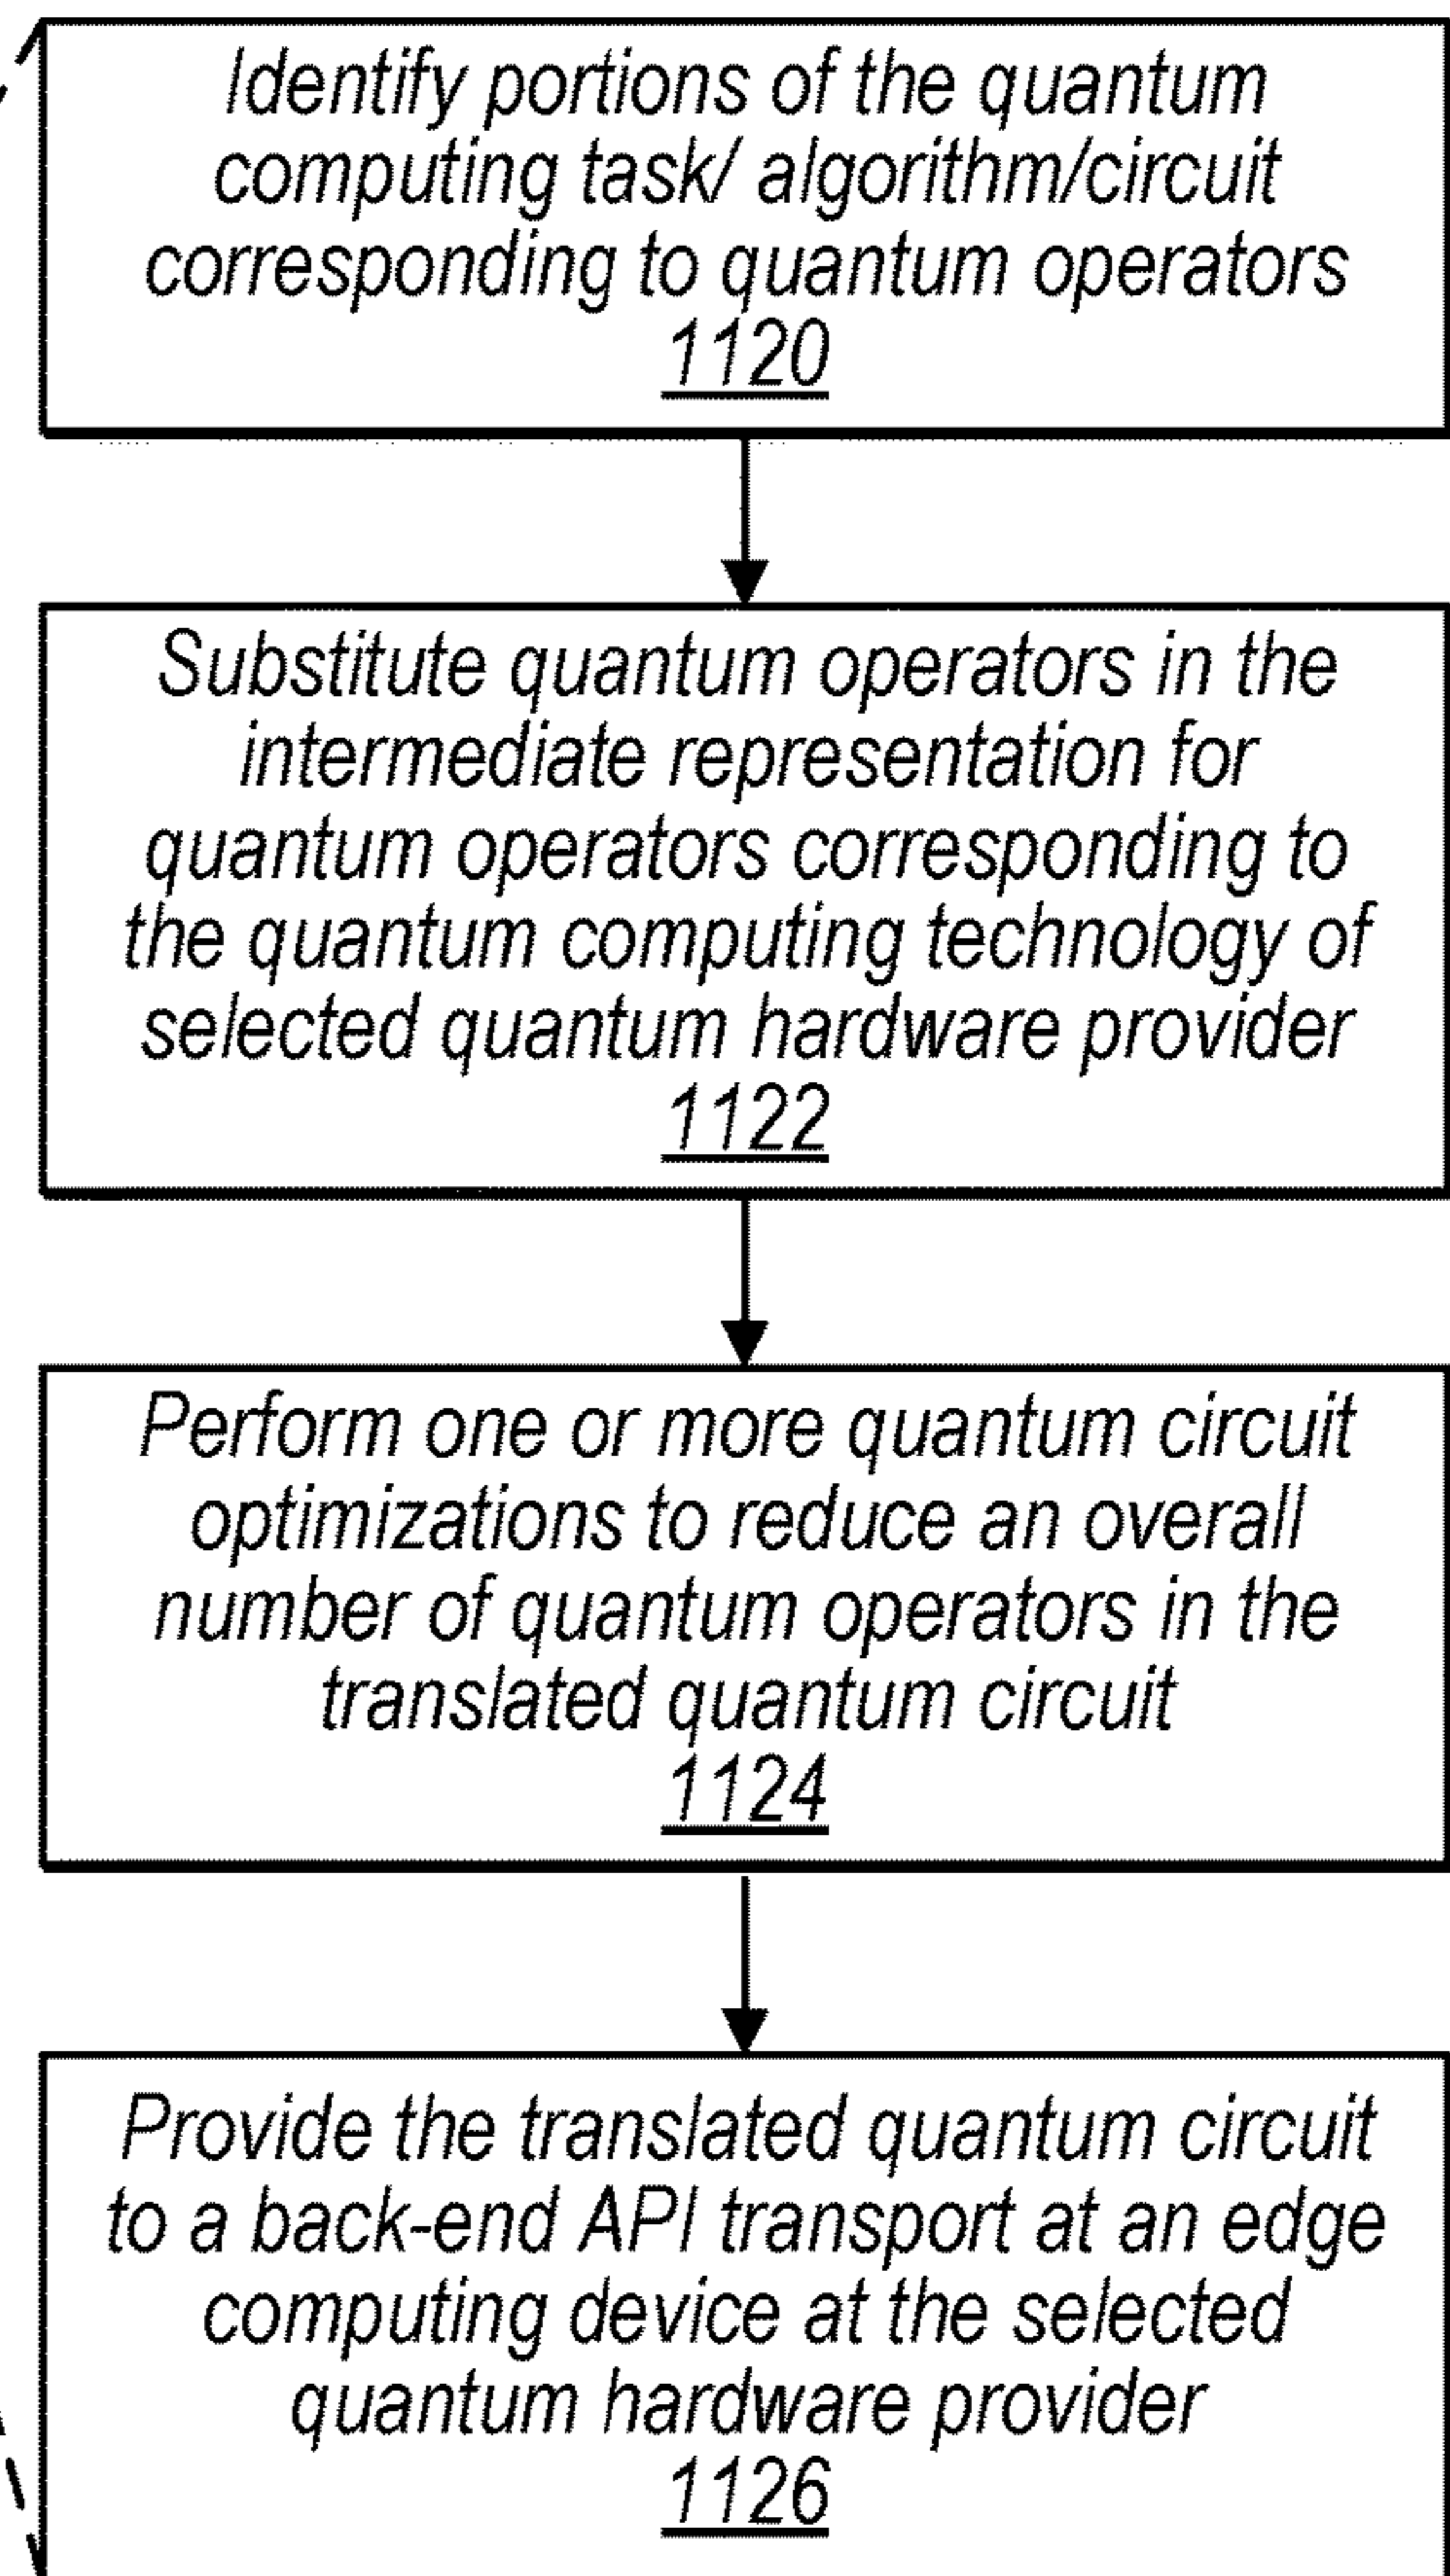 Identify portions of the quantum
computing task/ algorithm/circuit
corresponding to quantum operators
1120
Substitute quantum operators in the
intermediate representation for
quantum operators corresponding to
the quantum computing technology of
selected quantum hardware provider
1122
Perform one or more quantum circuit
optimizations to reduce an overall
number of quantum operators in the
translated quantum circuit
1124
Provide the translated quantum circuit
to a back-end API transport at an edge
computing device at the selected
quantum hardware provider
1126